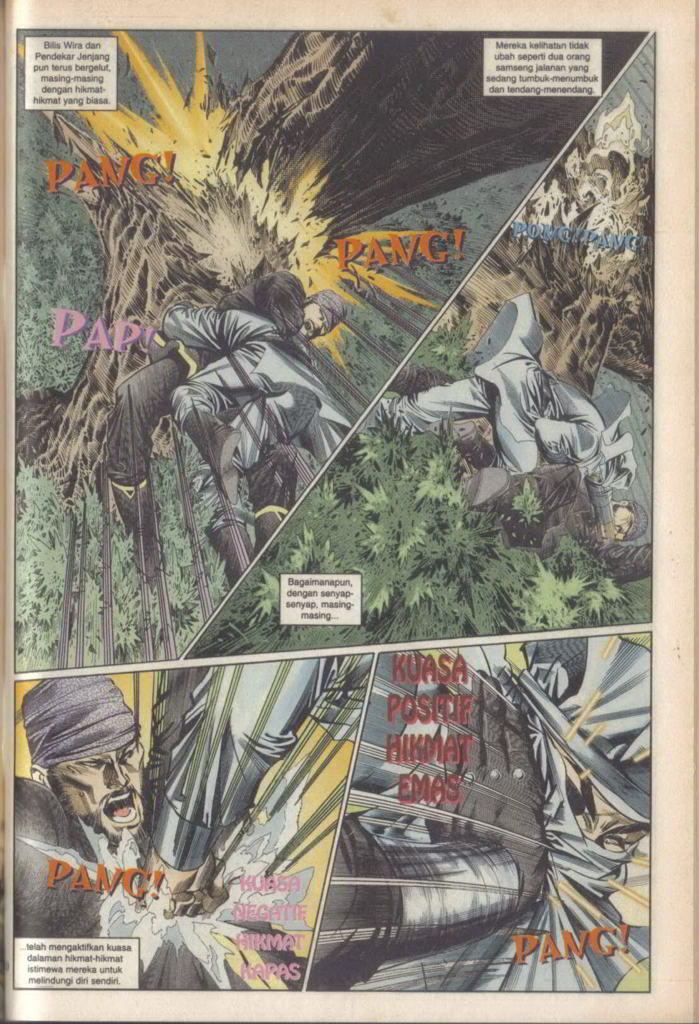 Bilis Wira dan
Pendekar Jenjang
pun terus bergelut,
masing-masing
dengan hikmat-
hikmat yang biasa.
Mereka kelihatan tidak
ubah seperti dua orang
samseng jalanan yang
sedang tumbuk-menumbuk
dan tendang-menendang.
PANG!
PANG!
PAP!
PONG! PANG!
Bagaimanapun,
dengan senyap-
senyap, masing-
masing...
PANG!
KUASA
NEGATIF
HIKMAT
KAPAS
...telah mengaktifkan kuasa
dalaman hikmat-hikmat
istimewa mereka untuk
melindungi diri sendiri.
KUASA
POSITIF
HIKMAT
EMAS
PANG!